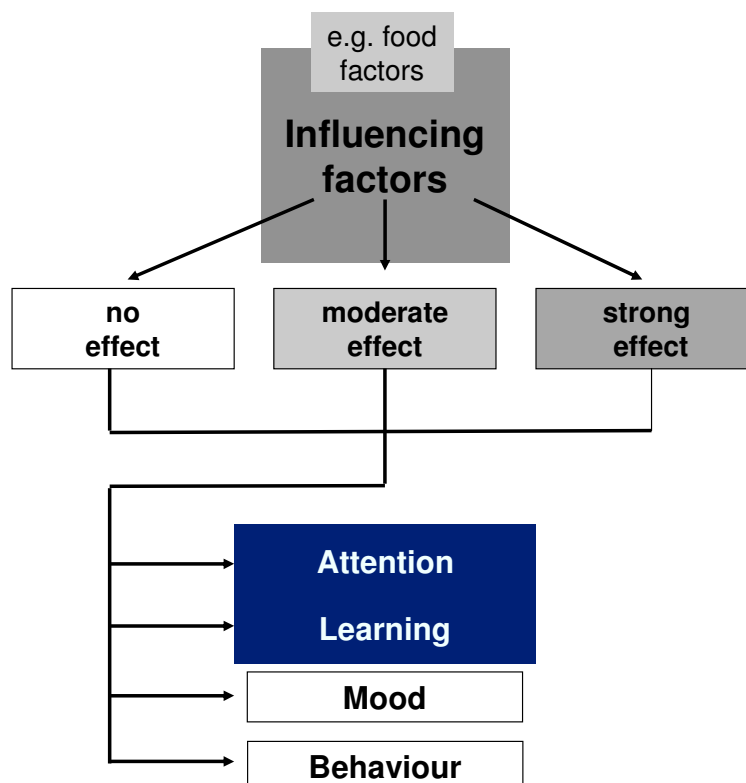 e.g. food
factors
Influencing
factors
no
effect
moderate
effect
strong
effect
Attention
Learning
Mood
Behaviour